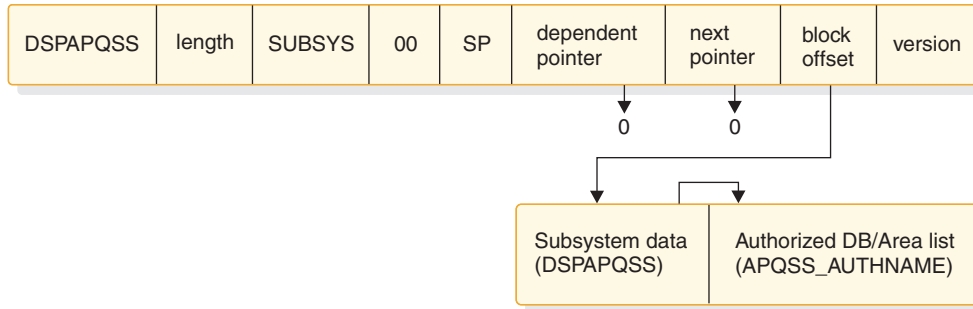 DSPAPQSS length SUBSYS 00 SP dependent pointer next pointer block offset version
0 0
Subsystem data Authorized DB/Area list
(DSPAPQSS) (APQSS_AUTHNAME)